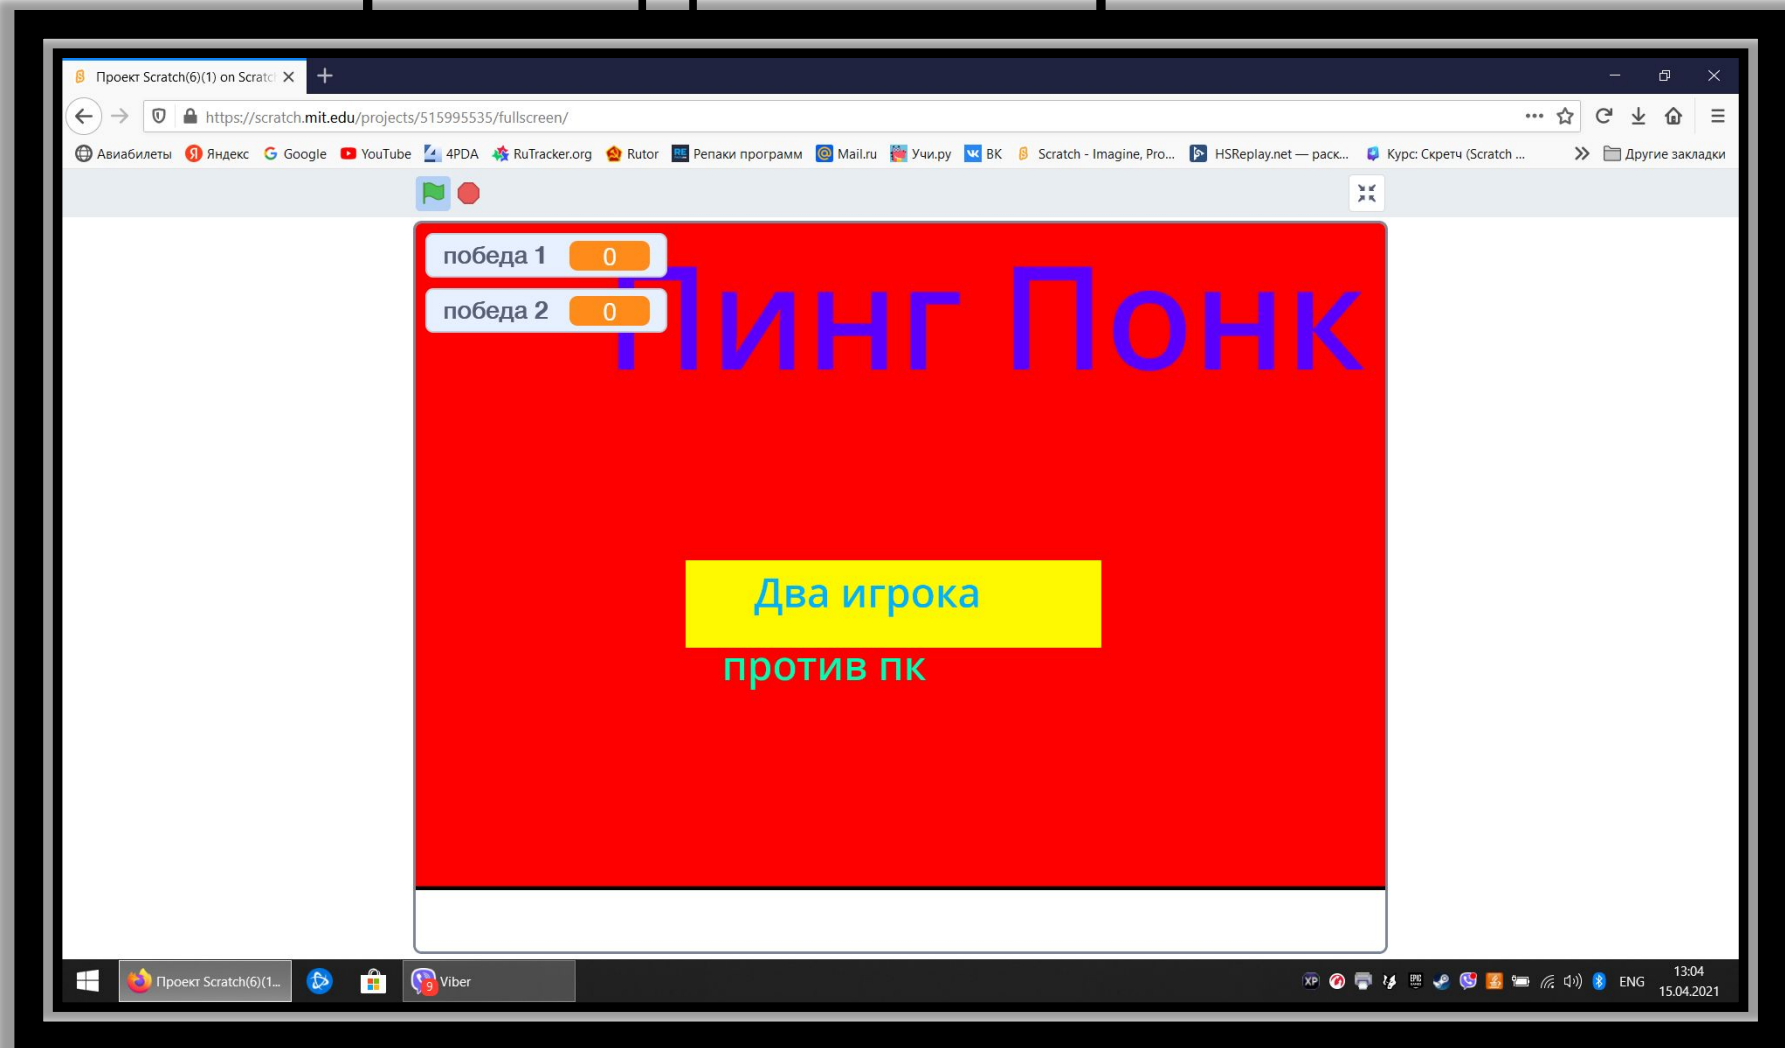 Проект Scratch(6)(1) on Scratc
https://scratch.mit.edu/projects/515995535/fullscreen/
Авиабилеты Яндекс Google YouTube 4PDA RuTracker.org Rutor Репаки программ Mail.ru Учи.ру ВК Scratch - Imagine, Pro... HSReplay.net — раск... Курс: Скретч (Scratch ... Другие закладки
победа 1 0
победа 2 0
Пинг Понк
Два игрока
против пк
Проект Scratch(6)(1... 9 Viber XP EPIC ENG 13:04
15.04.2021